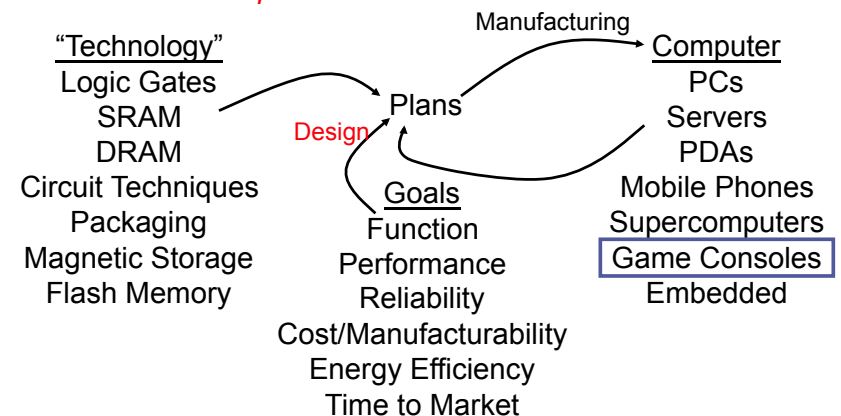 Manufacturing
“Technology”
Logic Gates
SRAM
DRAM
Circuit Techniques
Packaging
Magnetic Storage
Flash Memory
Plans
Design
Goals
Function
Performance
Reliability
Cost/Manufacturability
Energy Efficiency
Time to Market
Computer
PCs
Servers
PDAs
Mobile Phones
Supercomputers
Game Consoles
Embedded